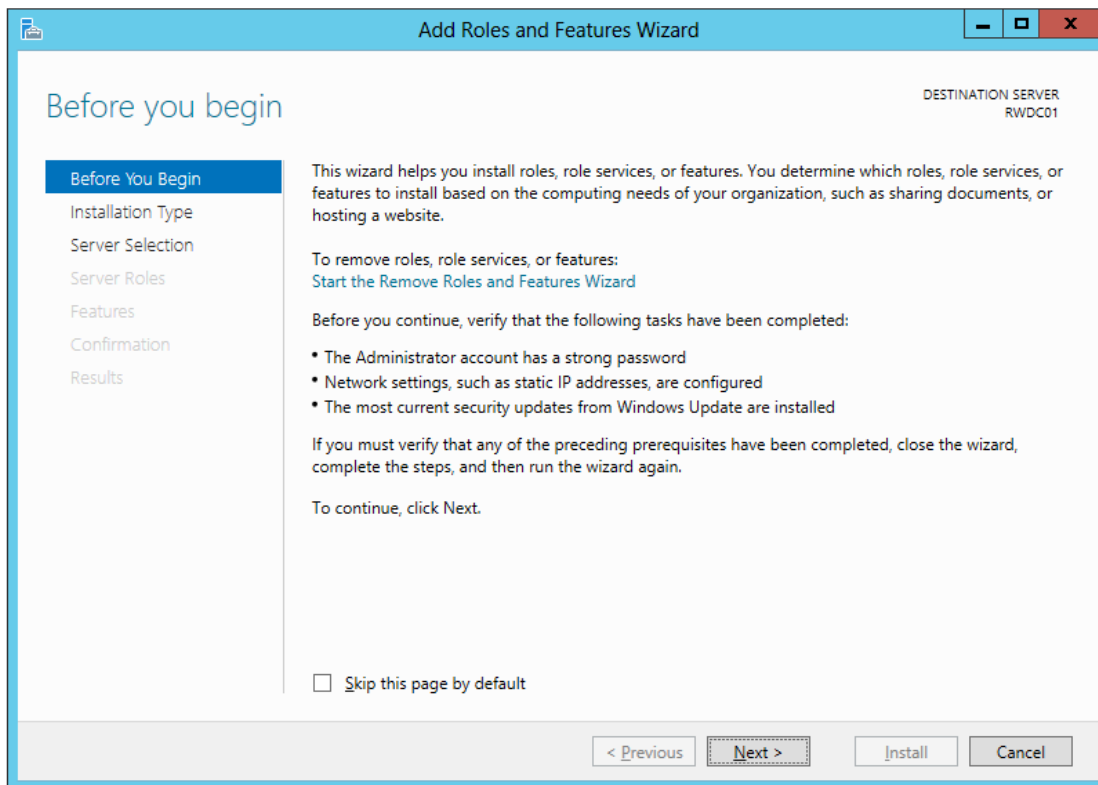 Add Roles and Features Wizard
Before you begin
DESTINATION SERVER
RWDC01
Before You Begin
Installation Type
Server Selection
Server Roles
Features
Confirmation
Results
This wizard helps you install roles, role services, or features. You determine which roles, role services, or
features to install based on the computing needs of your organization, such as sharing documents, or
hosting a website.
To remove roles, role services, or features:
Start the Remove Roles and Features Wizard
Before you continue, verify that the following tasks have been completed:
• The Administrator account has a strong password
• Network settings, such as static IP addresses, are configured
• The most current security updates from Windows Update are installed
If you must verify that any of the preceding prerequisites have been completed, close the wizard,
complete the steps, and then run the wizard again.
To continue, click Next.
Skip this page by default
< Previous
Next >
Install
Cancel